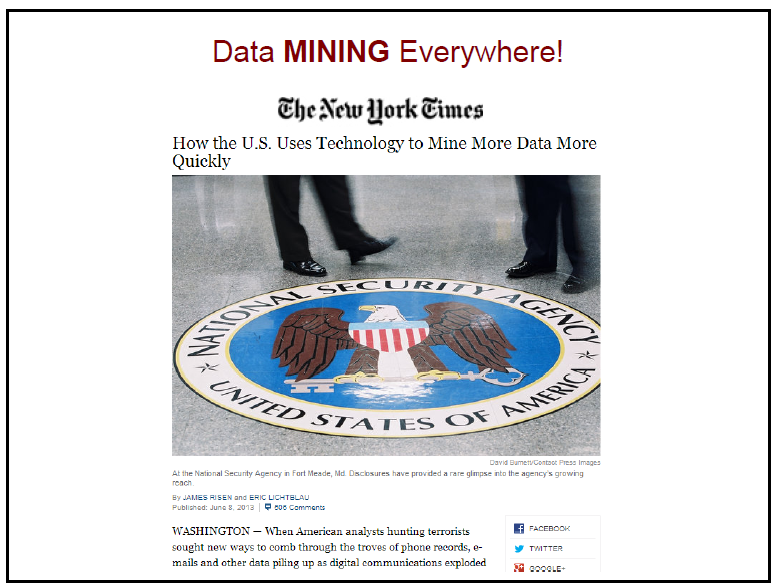 Data MINING Everywhere!
The New York Times
How the U.S. Uses Technology to Mine More Data More
Quickly
NATIONAL SECURITY AGENCY
UNITED STATES OF AMERICA
David Burnett/Contact Press Images
At the National Security Agency in Fort Meade, Md. Disclosures have provided a rare glimpse into the agency's growing
reach.
By JAMES RISEN and ERIC LICHTBLAU
Published: June 8, 2013 | 506 Comments
WASHINGTON — When American analysts hunting terrorists
sought new ways to comb through the troves of phone records, e-
mails and other data piling up as digital communications exploded
FACEBOOK
TWITTER
GOOGLE+